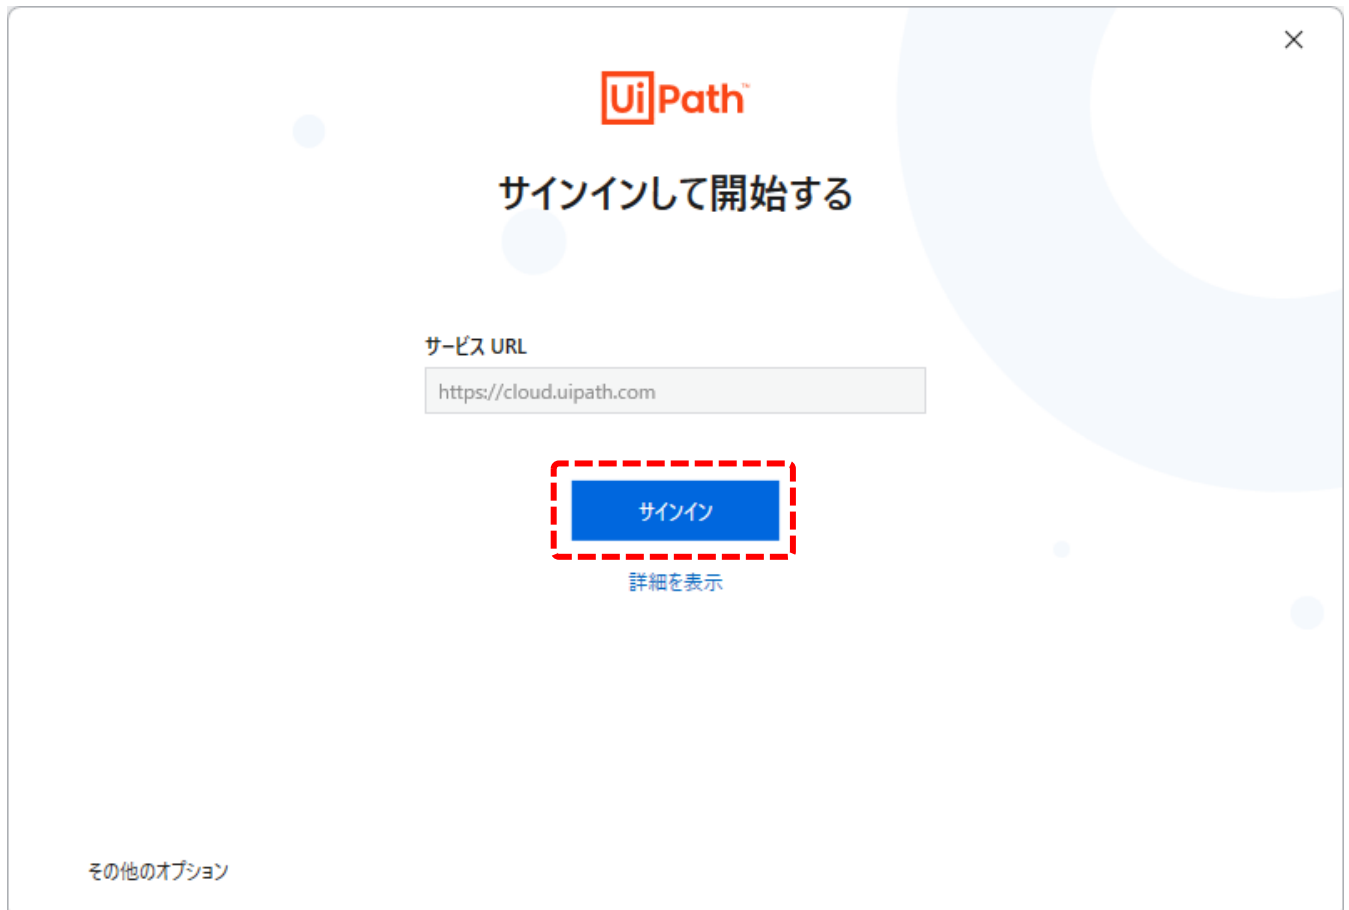 UiPath™
サインインして開始する
サービス URL
https://cloud.uipath.com
サインイン
詳細を表示
その他のオプション